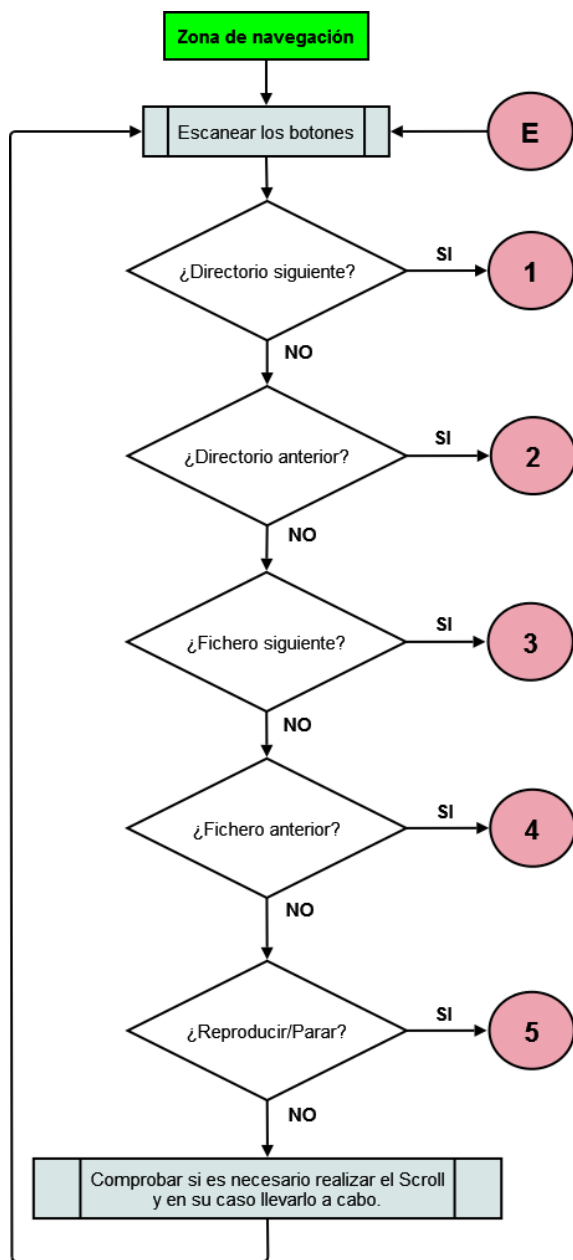 Zona de navegación
Escanear los botones
E
¿Directorio siguiente?
SI
1
NO
¿Directorio anterior?
SI
2
NO
¿Fichero siguiente?
SI
3
NO
¿Fichero anterior?
SI
4
NO
¿Reproducir/Parar?
SI
5
NO
Comprobar si es necesario realizar el Scroll
y en su caso llevarlo a cabo.